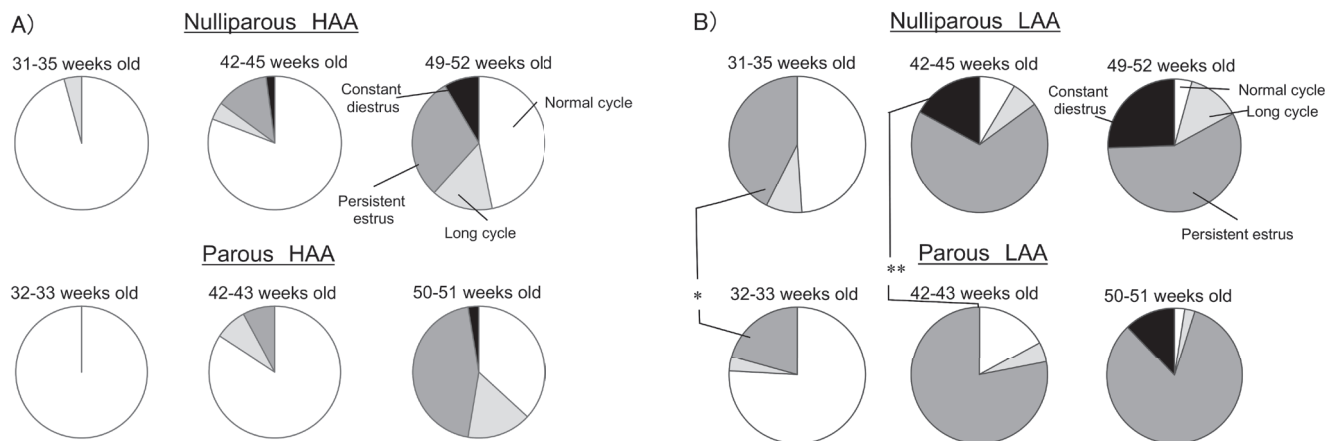 A)
Nulliparous HAA
31-35 weeks old
42-45 weeks old
49-52 weeks old
Constant
diestrus
Normal cycle
Persistent
estrus
Long cycle
Parous HAA
32-33 weeks old
42-43 weeks old
50-51 weeks old
B)
Nulliparous LAA
31-35 weeks old
42-45 weeks old
49-52 weeks old
Constant
diestrus
Normal cycle
Long cycle
Persistent estrus
Parous LAA
**
*
32-33 weeks old
42-43 weeks old
50-51 weeks old